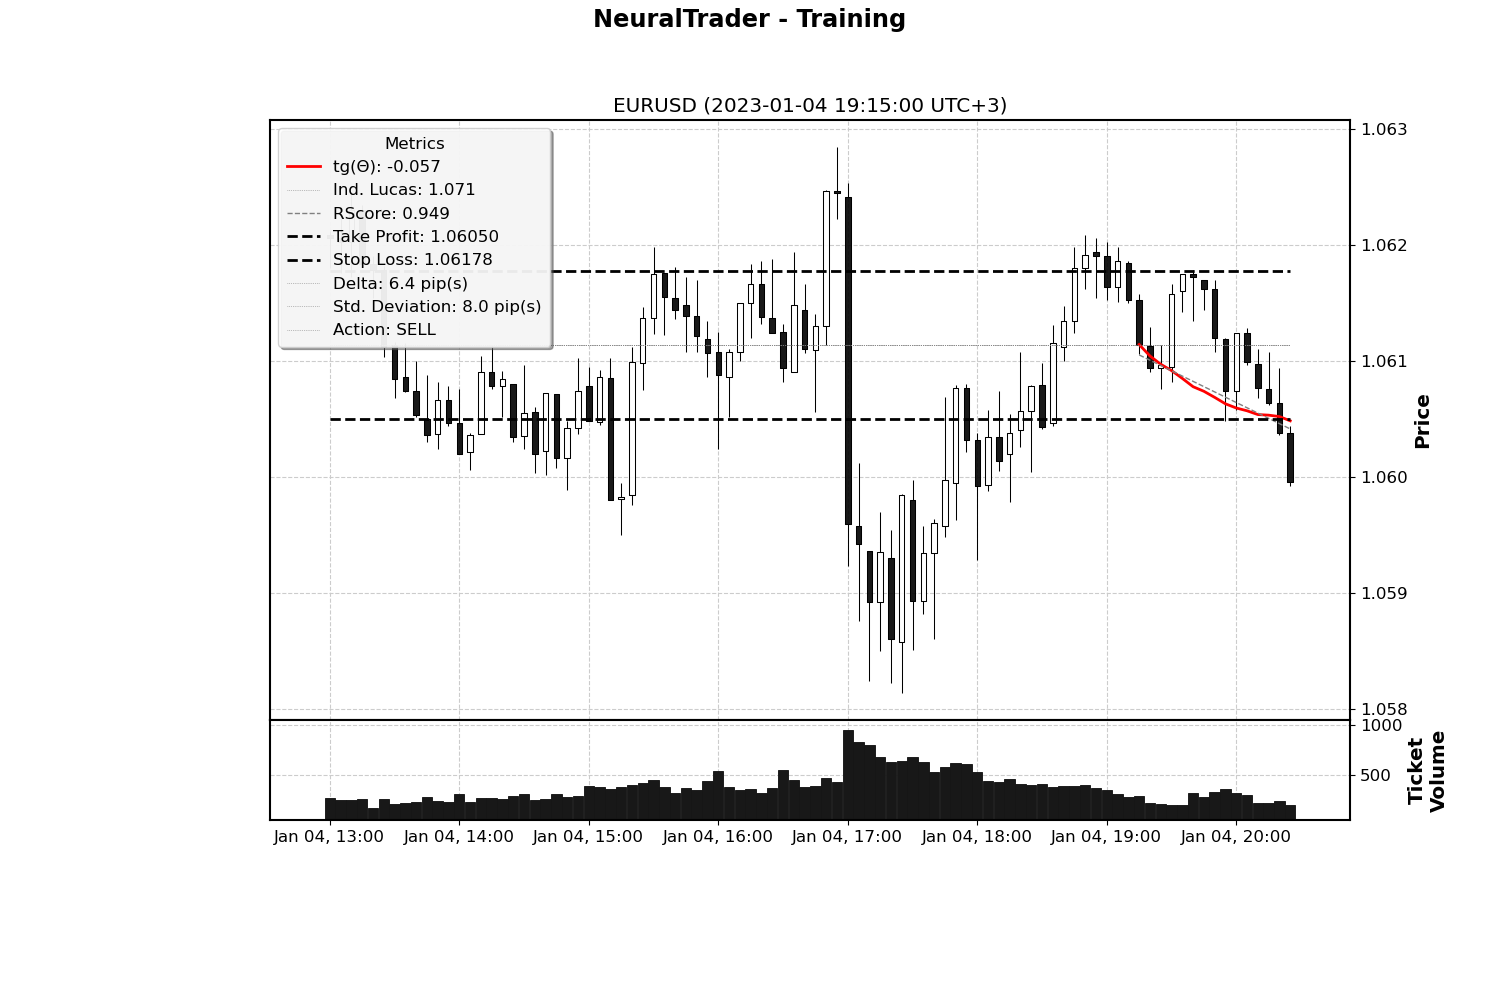 NeuralTrader - Training
EURUSD (2023-01-04 19:15:00 UTC+3)
Metrics
tg(Θ): -0.057
Ind. Lucas: 1.071
RScore: 0.949
Take Profit: 1.06050
Stop Loss: 1.06178
Delta: 6.4 pip(s)
Std. Deviation: 8.0 pip(s)
Action: SELL
1.063
1.062
1.061
1.060
1.059
1.058
Price
1000
500
Ticket
Volume
Jan 04, 13:00
Jan 04, 14:00
Jan 04, 15:00
Jan 04, 16:00
Jan 04, 17:00
Jan 04, 18:00
Jan 04, 19:00
Jan 04, 20:00